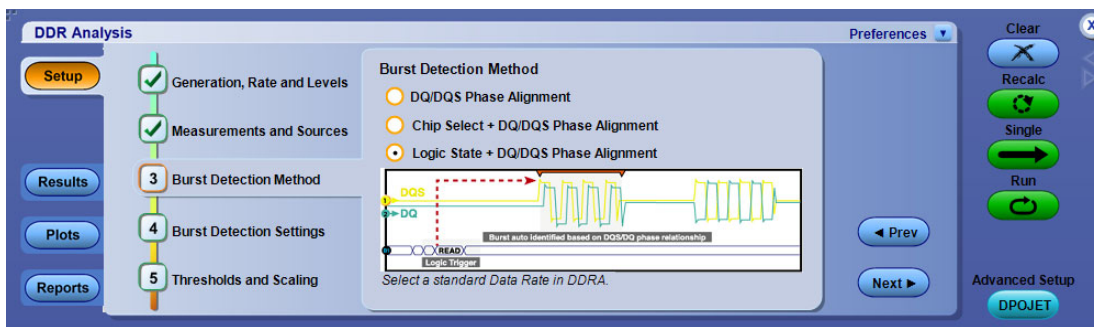 DDR Analysis
Preferences
Clear
X
Setup
Generation, Rate and Levels
Measurements and Sources
3 Burst Detection Method
4 Burst Detection Settings
5 Thresholds and Scaling
Results
Plots
Reports
Burst Detection Method
DQ/DQS Phase Alignment
Chip Select + DQ/DQS Phase Alignment
Logic State + DQ/DQS Phase Alignment
DQS
1
DQ
Burst auto identified based on DQS/DQ phase relationship
READ
Logic Trigger
Select a standard Data Rate in DDRA.
◄ Prev
Next ►
Recalc
Single
Run
Advanced Setup
DPOJET